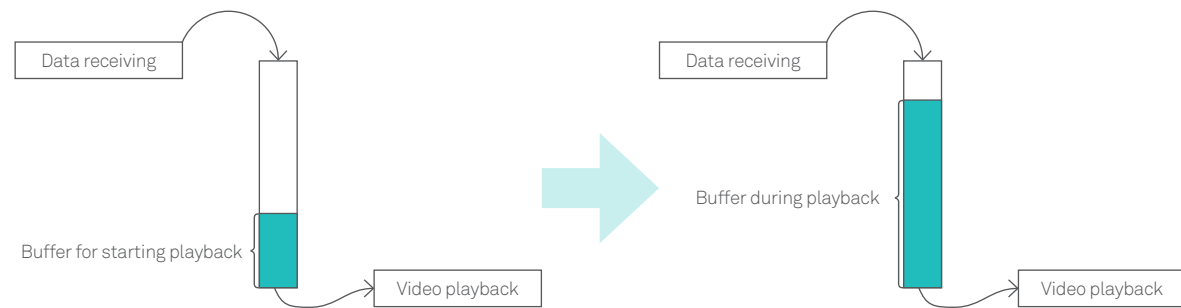 Data receiving
Buffer for starting playback
Video playback
Data receiving
Buffer during playback
Video playback